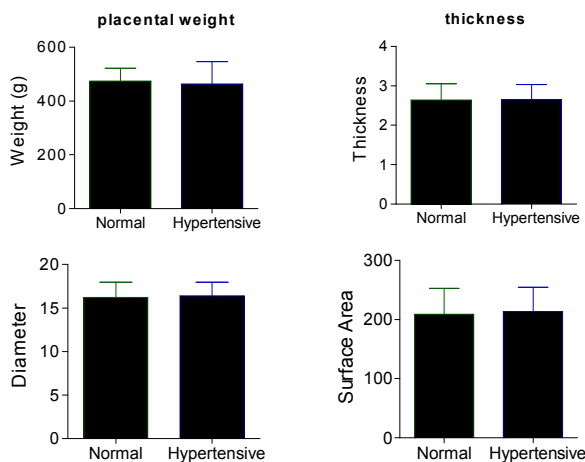 placental weight
Weight (g)
600
400
200
0
Normal Hypertensive
thickness
Thickness
4
3
2
1
0
Normal Hypertensive
Diameter
20
15
10
5
0
Normal Hypertensive
Surface Area
300
200
100
0
Normal Hypertensive